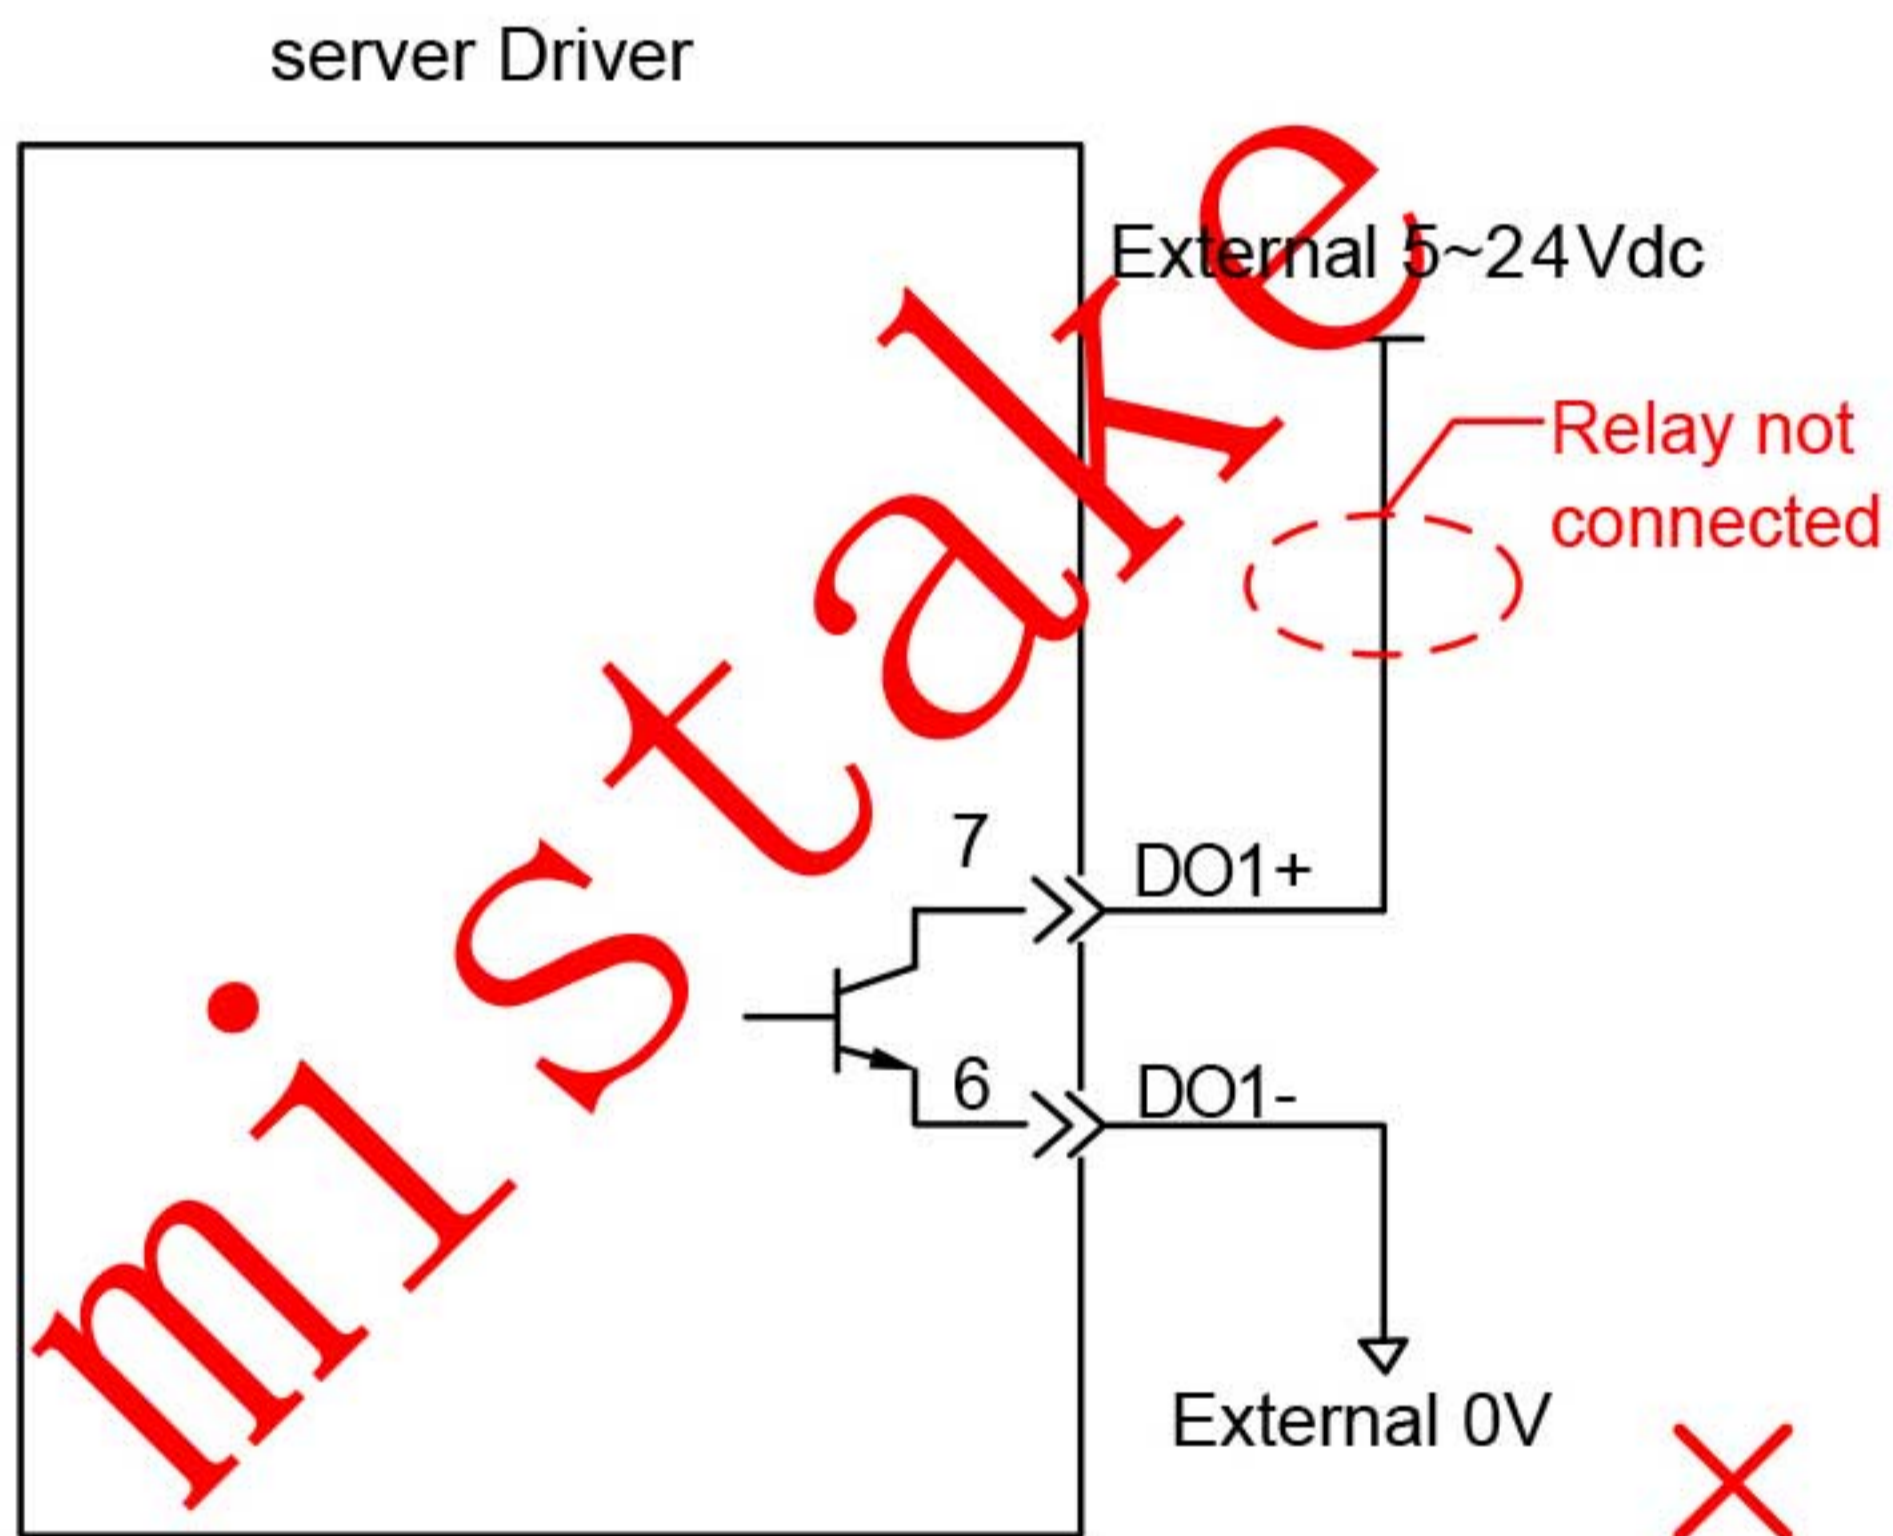 server Driver
External 5~24Vdc
Relay not
connected
mistake
7
DO1+
6
DO1-
External 0V